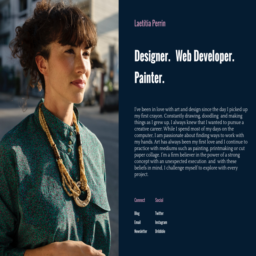 Laetitia Perrin
Designer. Web Developer.
Painter.
I've been in love with art and design since the day I picked up
my first crayon. Constantly drawing, doodling, and making
things as I grew up, I always knew that I wanted to pursue a
creative career. While I spend most of my days on the
computer, I am passionate about finding ways to work with
my hands. Art has always been my first love and I continue to
practice with mediums such as painting, printmaking or cut
paper collage. I'm a firm believer in the power of a strong
concept with an unexpected execution, and with these
beliefs in mind, I challenge myself to explore with every
project.
Connect Social
Blog Twitter
Email Instagram
Newsletter Dribbble